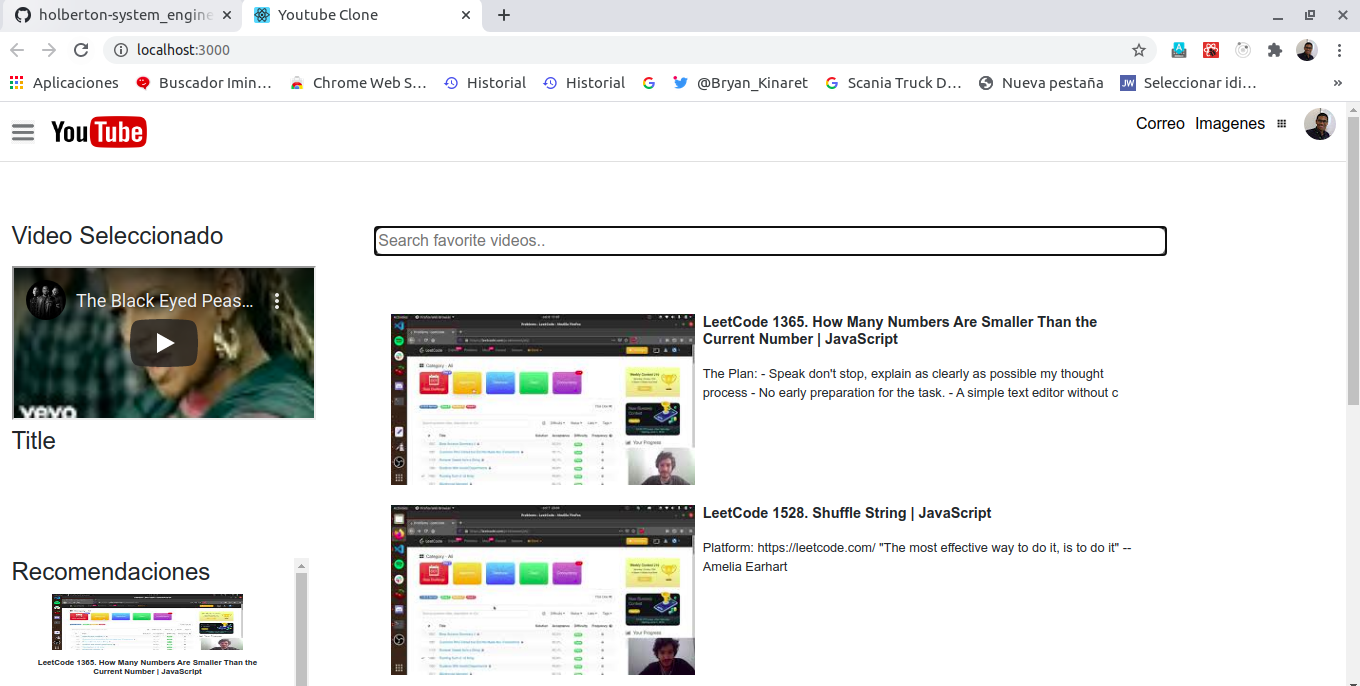 holberton-system_engine
Youtube Clone
localhost:3000
Aplicaciones
Buscador Imin…
Chrome Web S…
Historial
Historial
@Bryan_Kinaret
Scania Truck D…
Nueva pestaña
JW
Seleccionar idi…
»
YouTube
Correo
Imagenes
Video Seleccionado
Search favorite videos..
The Black Eyed Peas…
vevo
Title
LeetCode 1365. How Many Numbers Are Smaller Than the
Current Number | JavaScript
The Plan: - Speak don't stop, explain as clearly as possible my thought
process - No early preparation for the task. - A simple text editor without c
LeetCode 1528. Shuffle String | JavaScript
Platform: https://leetcode.com/ "The most effective way to do it, is to do it" --
Amelia Earhart
Recomendaciones
LeetCode 1365. How Many Numbers Are Smaller Than the
Current Number | JavaScript